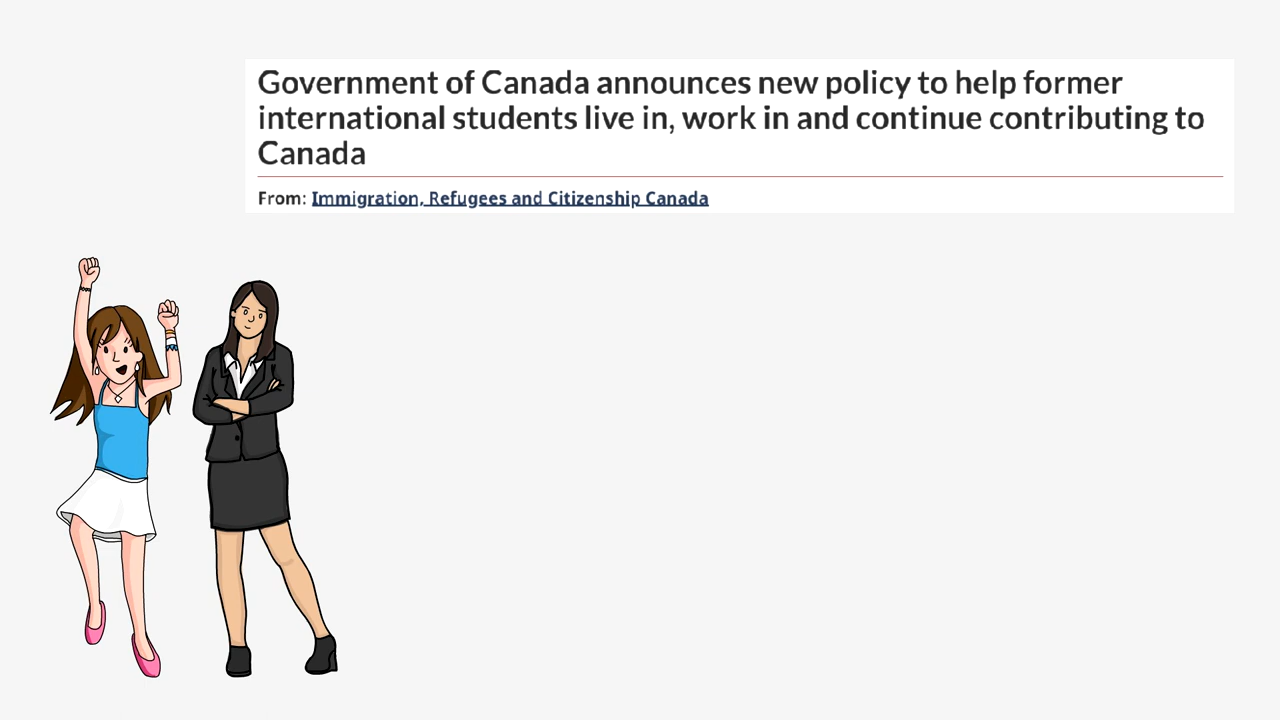 Government of Canada announces new policy to help former
international students live in, work in and continue contributing to
Canada
From: Immigration, Refugees and Citizenship Canada